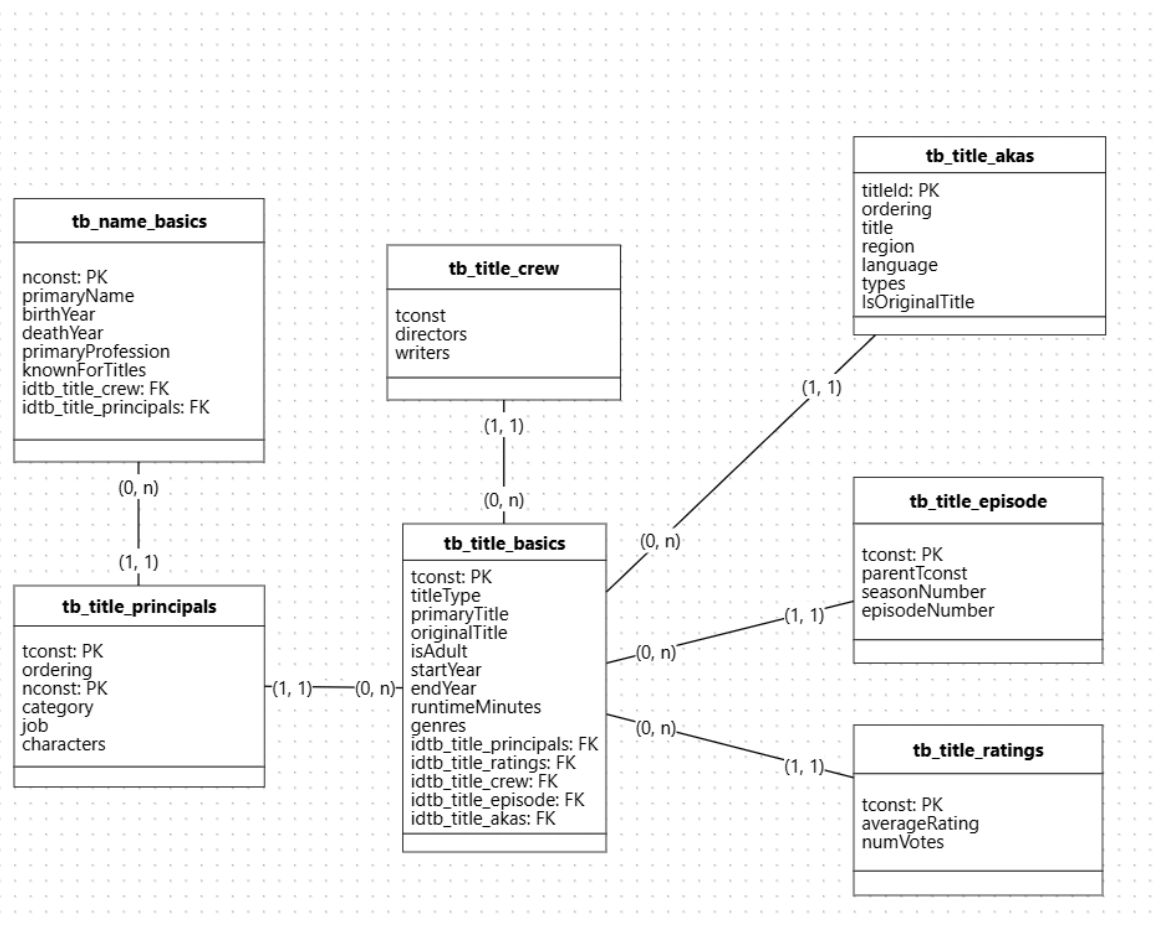 tb_name_basics
nconst: PK
primaryName
birthYear
deathYear
primaryProfession
knownForTitles
idtb_title_crew: FK
idtb_title_principals: FK
(0, n)
(1, 1)
tb_title_principals
tconst: PK
ordering
nconst: PK
category
job
characters
(1, 1)
(0, n)
tb_title_crew
tconst
directors
writers
(1, 1)
(0, n)
tb_title_basics
tconst: PK
titleType
primaryTitle
originalTitle
isAdult
startYear
endYear
runtimeMinutes
genres
idtb_title_principals: FK
idtb_title_ratings: FK
idtb_title_crew: FK
idtb_title_episode: FK
idtb_title_akas: FK
tb_title_akas
titleId: PK
ordering
title
region
language
types
IsOriginalTitle
(1, 1)
(0, n)
tb_title_episode
tconst: PK
parentTconst
seasonNumber
episodeNumber
(1, 1)
(0, n)
tb_title_ratings
tconst: PK
averageRating
numVotes
(0, n)
(1, 1)